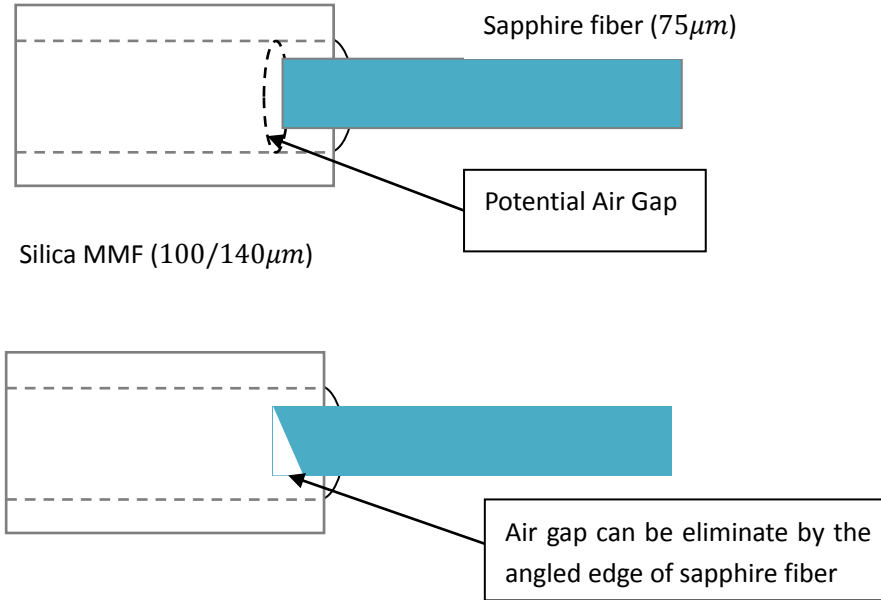 Sapphire fiber (75μm)
Potential Air Gap
Silica MMF (100/140μm)
Air gap can be eliminate by the
angled edge of sapphire fiber